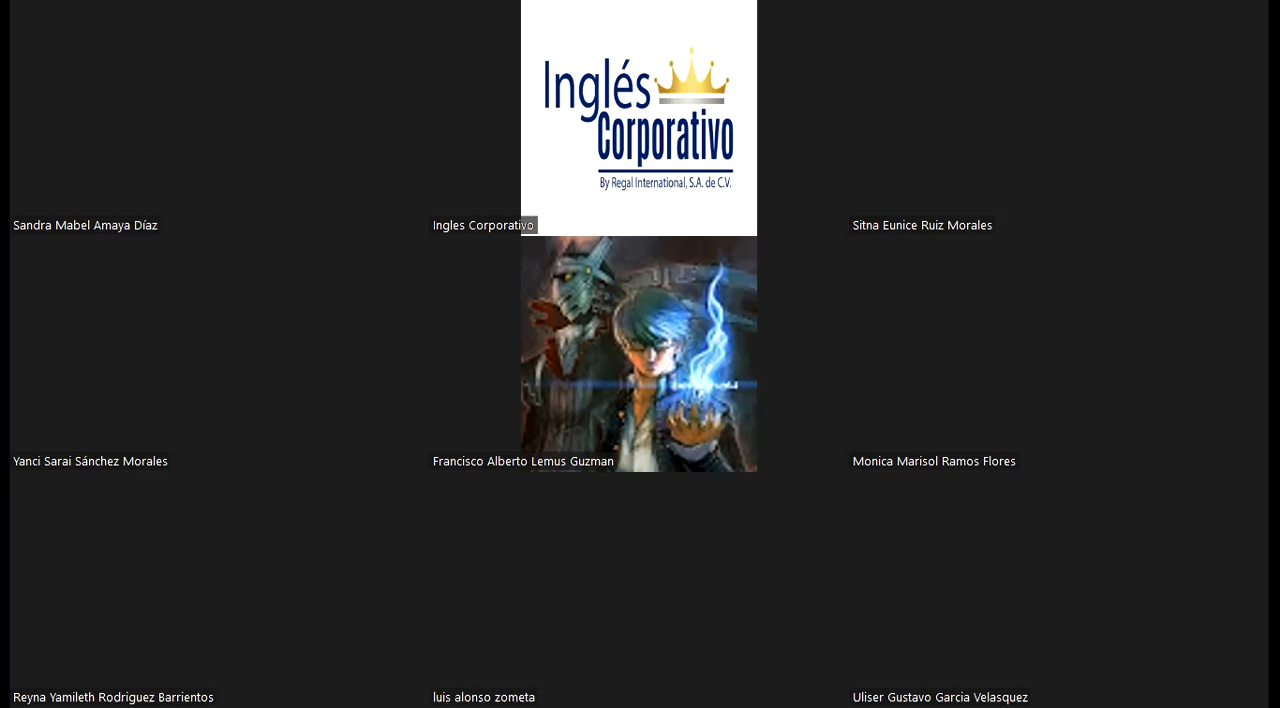 Inglés
Corporativo
By Regal International, S.A. de C.V.
Sandra Mabel Amaya Díaz
Ingles Corporativo
Sitna Eunice Ruiz Morales
Yanci Sarai Sánchez Morales
Francisco Alberto Lemus Guzman
Monica Marisol Ramos Flores
Reyna Yamileth Rodriguez Barrientos
luis alonso zometa
Uliser Gustavo Garcia Velasquez